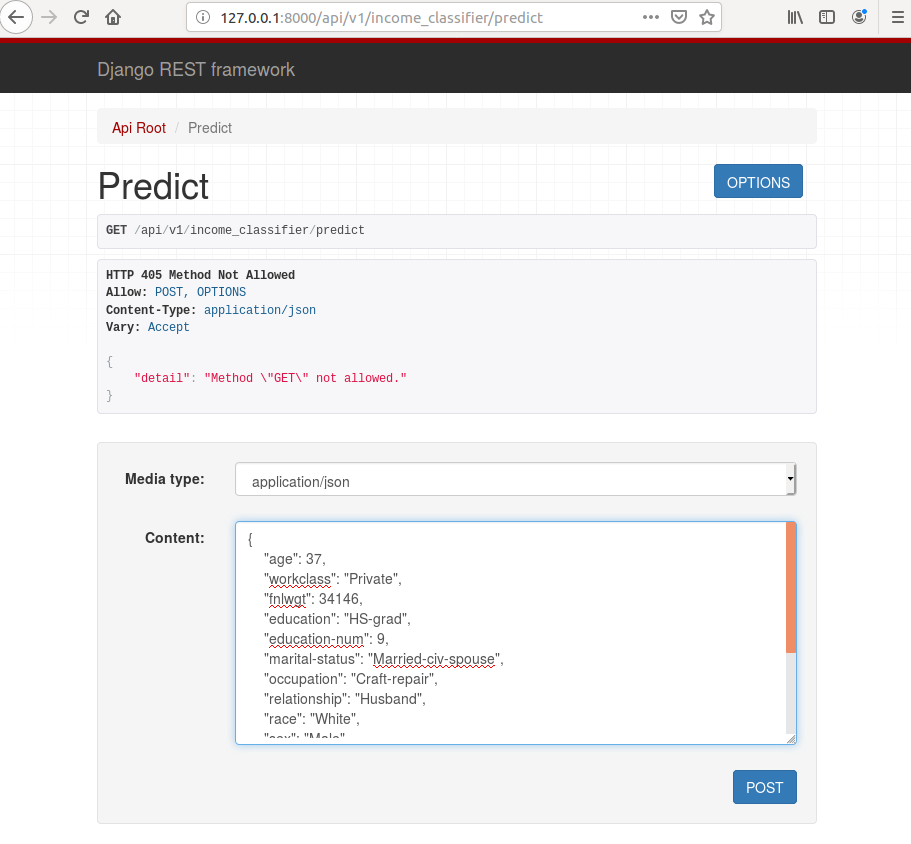 127.0.0.1:8000/api/v1/income_classifier/predict
Django REST framework
Api Root / Predict
Predict
OPTIONS
GET /api/v1/income_classifier/predict
HTTP 405 Method Not Allowed
Allow: POST, OPTIONS
Content-Type: application/json
Vary: Accept
{
"detail": "Method \"GET\" not allowed."
}
Media type:
application/json
Content:
{
"age": 37,
"workclass": "Private",
"fnlwgt": 34146,
"education": "HS-grad",
"education-num": 9,
"marital-status": "Married-civ-spouse",
"occupation": "Craft-repair",
"relationship": "Husband",
"race": "White",
"sex": "Male"
POST